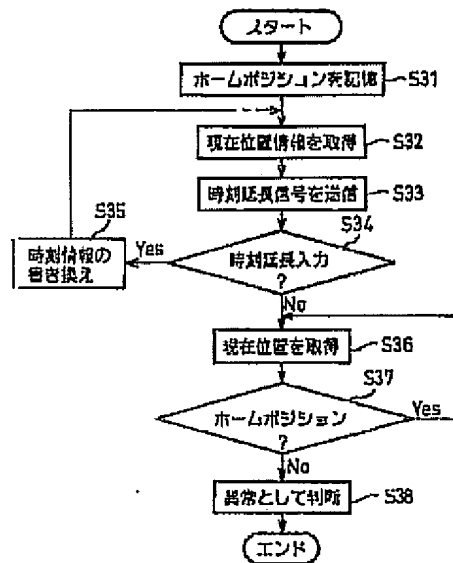 スタート
ホームポジションを記憶
S31
現在位置情報を取得
S32
時刻延長信号を送信
S33
S35
S34
時刻情報の
書き換え
Yes
時刻延長入力
?
No
現在位置を取得
S36
S37
ホームポジション
?
Yes
No
異常として判断
S38
エンド